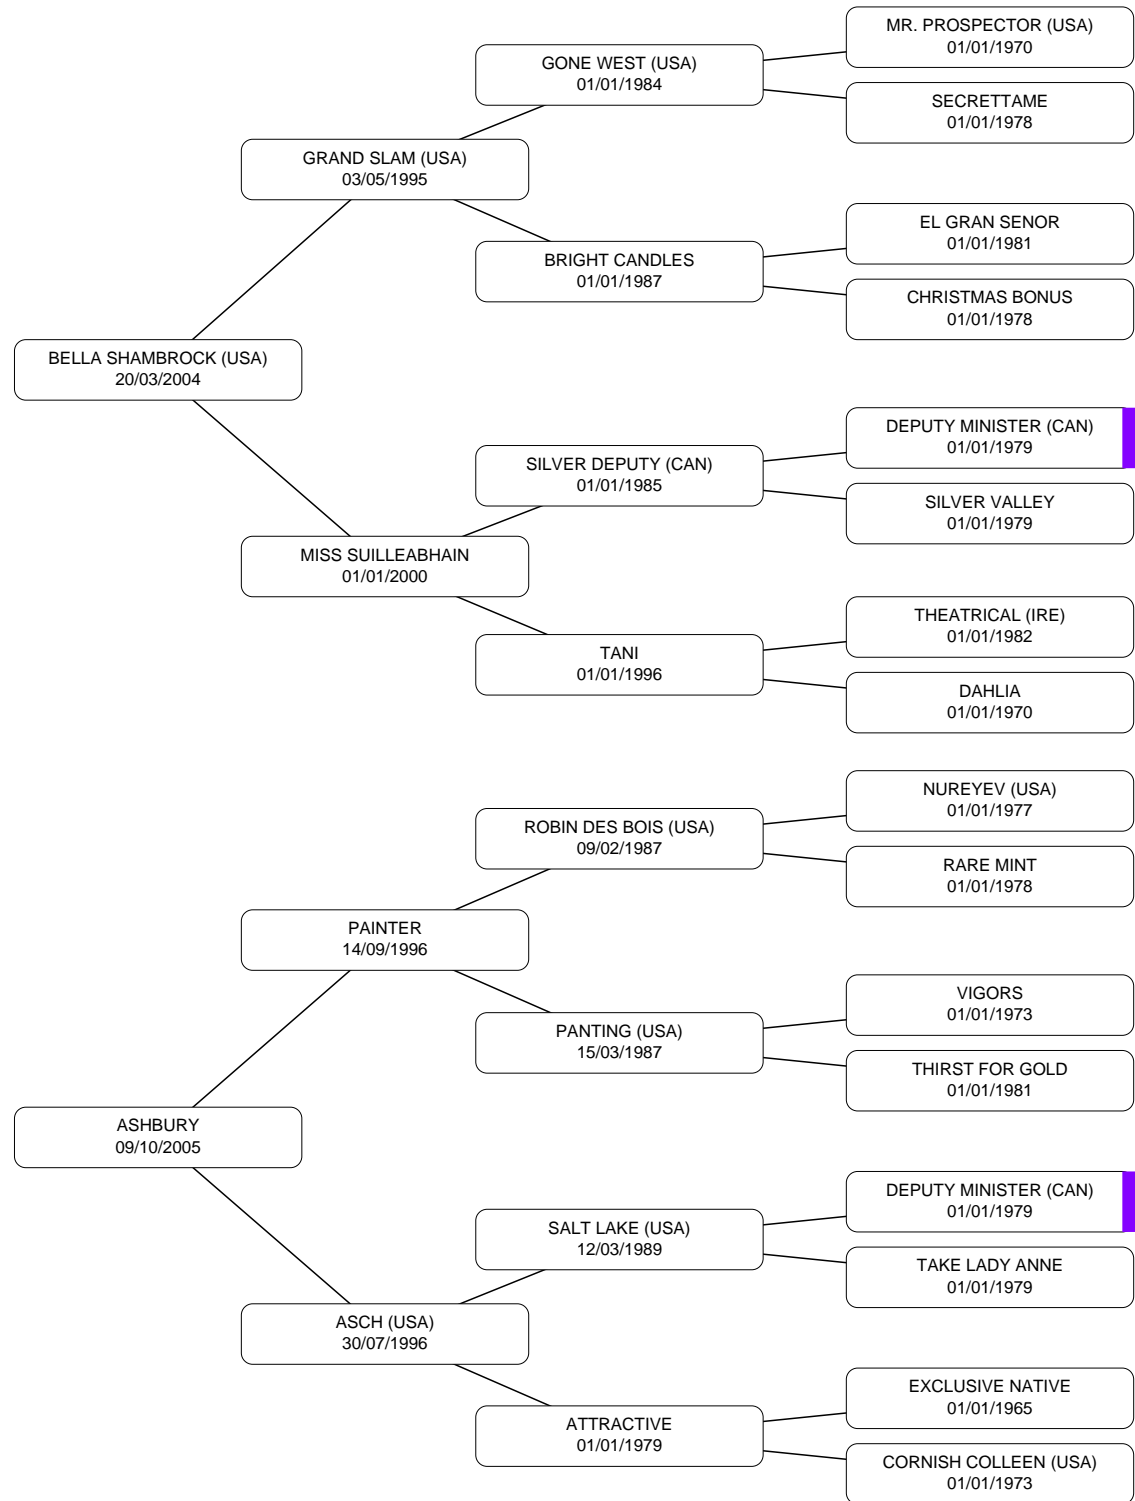 MR. PROSPECTOR (USA)
01/01/1970
GONE WEST (USA)
01/01/1984
SECRETTAME
01/01/1978
GRAND SLAM (USA)
03/05/1995
EL GRAN SENOR
01/01/1981
BRIGHT CANDLES
01/01/1987
CHRISTMAS BONUS
01/01/1978
BELLA SHAMBROCK (USA)
20/03/2004
DEPUTY MINISTER (CAN)
01/01/1979
SILVER DEPUTY (CAN)
01/01/1985
SILVER VALLEY
01/01/1979
MISS SUILLEABHAIN
01/01/2000
THEATRICAL (IRE)
01/01/1982
TANI
01/01/1996
DAHLIA
01/01/1970
NUREYEV (USA)
01/01/1977
ROBIN DES BOIS (USA)
09/02/1987
RARE MINT
01/01/1978
PAINTER
14/09/1996
VIGORS
01/01/1973
PANTING (USA)
15/03/1987
THIRST FOR GOLD
01/01/1981
ASHBURY
09/10/2005
DEPUTY MINISTER (CAN)
01/01/1979
SALT LAKE (USA)
12/03/1989
TAKE LADY ANNE
01/01/1979
ASCH (USA)
30/07/1996
EXCLUSIVE NATIVE
01/01/1965
ATTRACTIVE
01/01/1979
CORNISH COLLEEN (USA)
01/01/1973